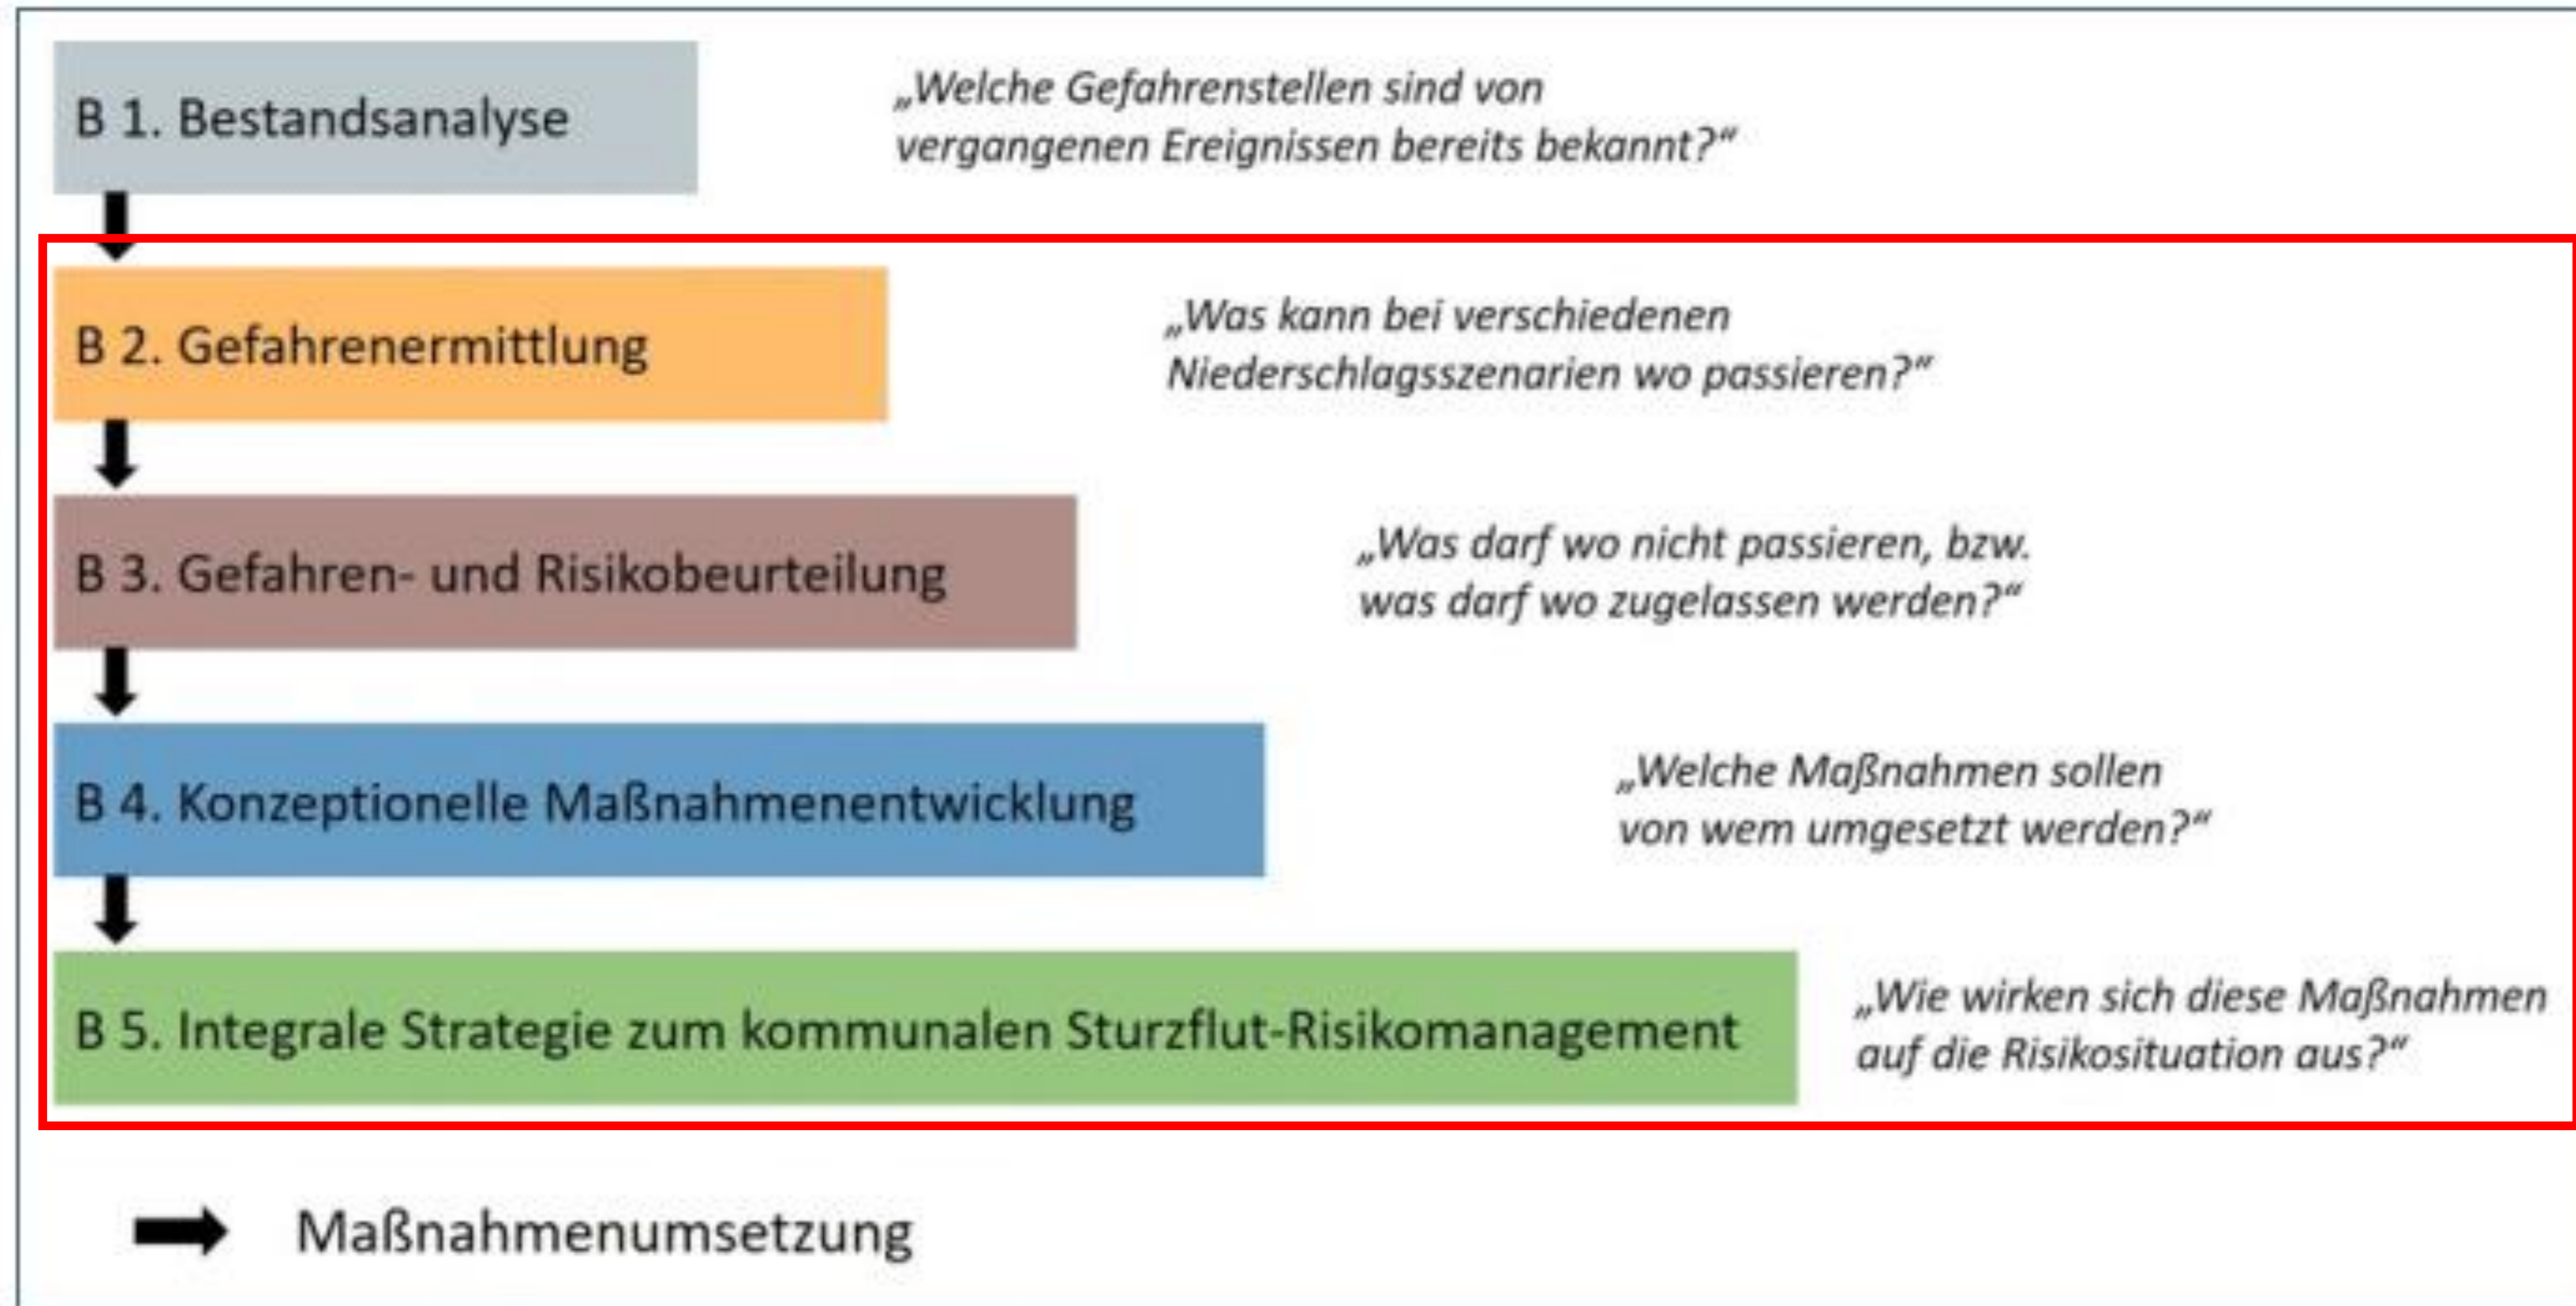 B 1. Bestandsanalyse
„Welche Gefahrenstellen sind von
vergangenen Ereignissen bereits bekannt?“
B 2. Gefahrenermittlung
„Was kann bei verschiedenen
Niederschlagsszenarien wo passieren?“
B 3. Gefahren- und Risikobeurteilung
„Was darf wo nicht passieren, bzw.
was darf wo zugelassen werden?“
B 4. Konzeptionelle Maßnahmenentwicklung
„Welche Maßnahmen sollen
von wem umgesetzt werden?“
B 5. Integrale Strategie zum kommunalen Sturzflut-Risikomanagement
„Wie wirken sich diese Maßnahmen
auf die Risikosituation aus?“
Maßnahmenumsetzung